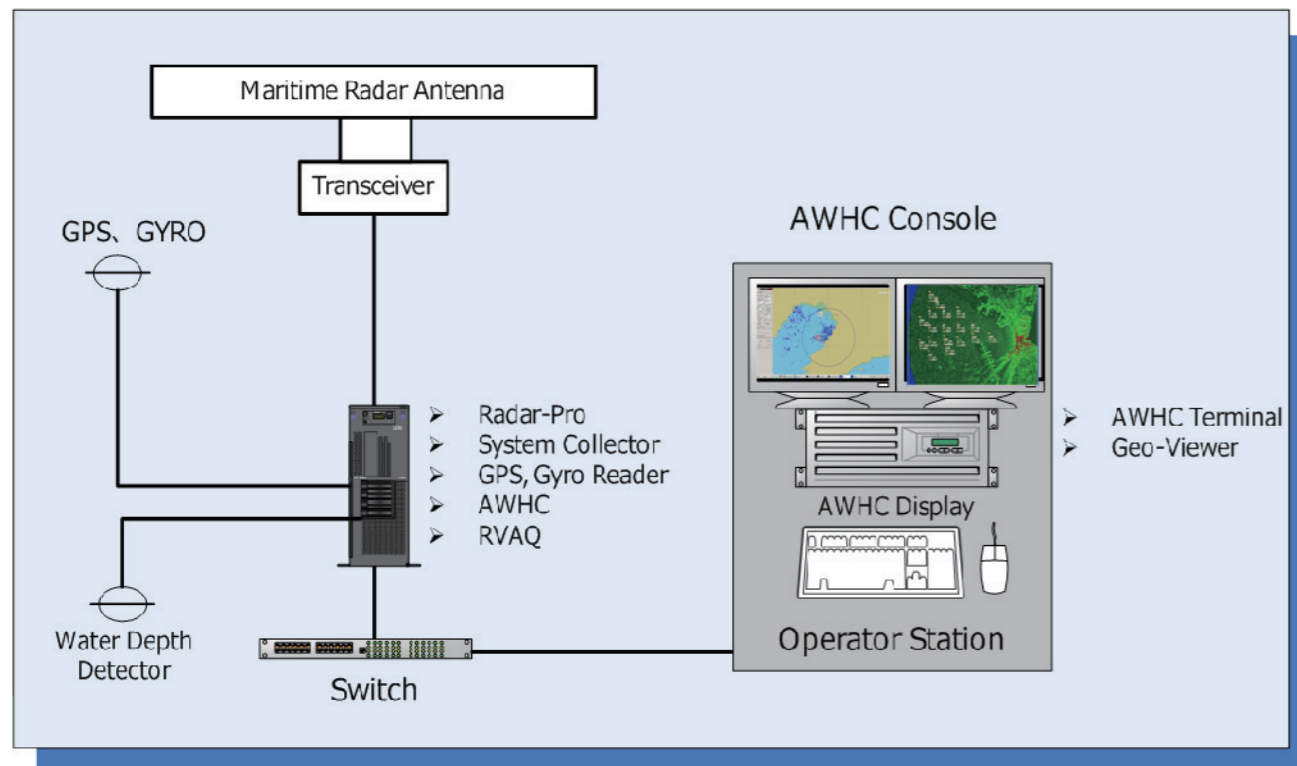 Maritime Radar Antenna
Transceiver
GPS、GYRO
➢ Radar-Pro
➢ System Collector
➢ GPS, Gyro Reader
➢ AWHC
➢ RVAQ
Water Depth
Detector
Switch
AWHC Console
AWHC Display
Operator Station
➢ AWHC Terminal
➢ Geo-Viewer